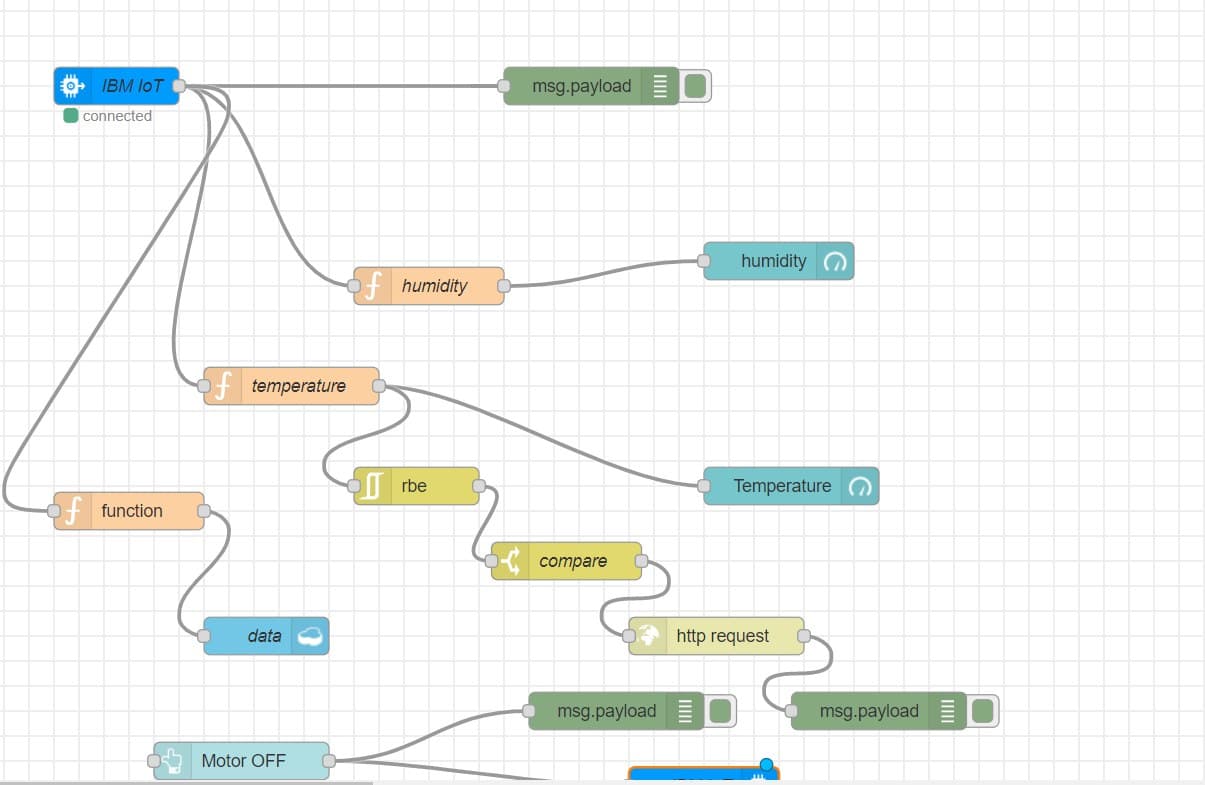 IBM IoT
msg.payload
connected
humidity
humidity
temperature
rbe
Temperature
function
compare
data
http request
msg.payload
msg.payload
Motor OFF